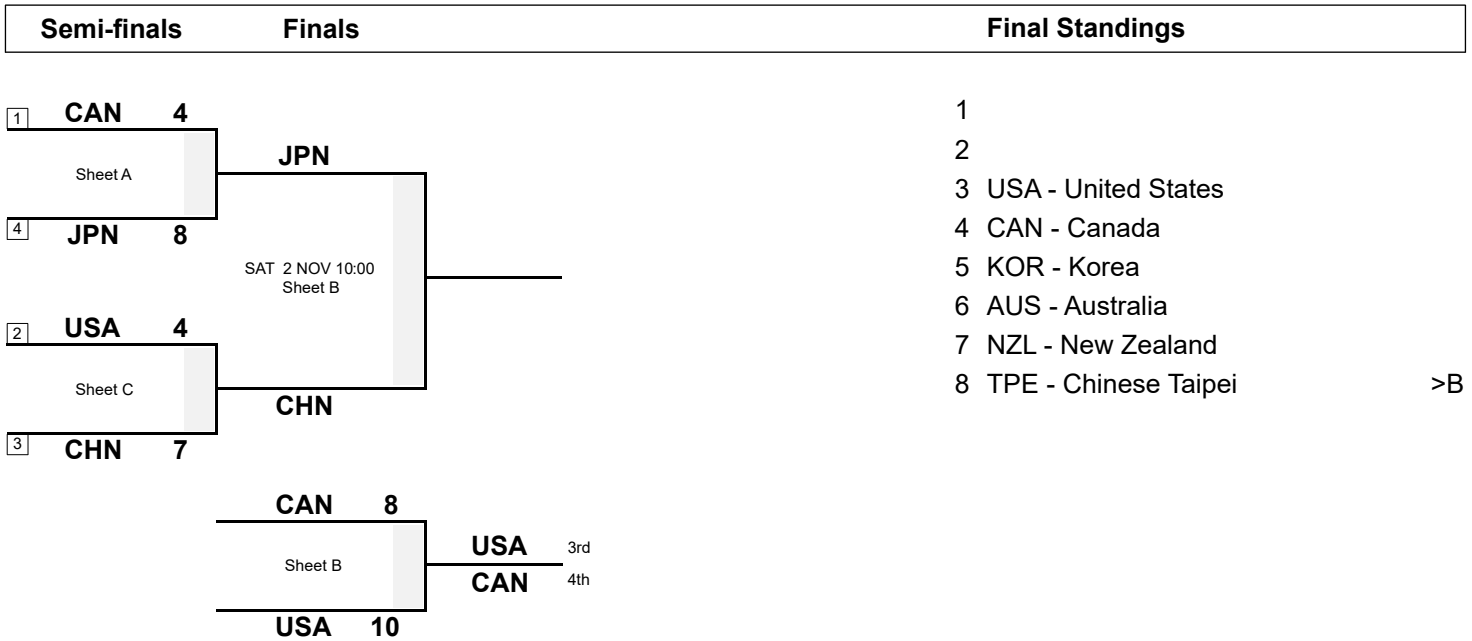 Semi-finals Finals Final Standings
1 CAN 4
Sheet A
4 JPN 8
JPN
SAT 2 NOV 10:00
Sheet B
2 USA 4
Sheet C
3 CHN 7
CHN
CAN 8
Sheet B
USA 10
USA 3rd
CAN 4th
1
2
3 USA - United States
4 CAN - Canada
5 KOR - Korea
6 AUS - Australia
7 NZL - New Zealand
8 TPE - Chinese Taipei >B